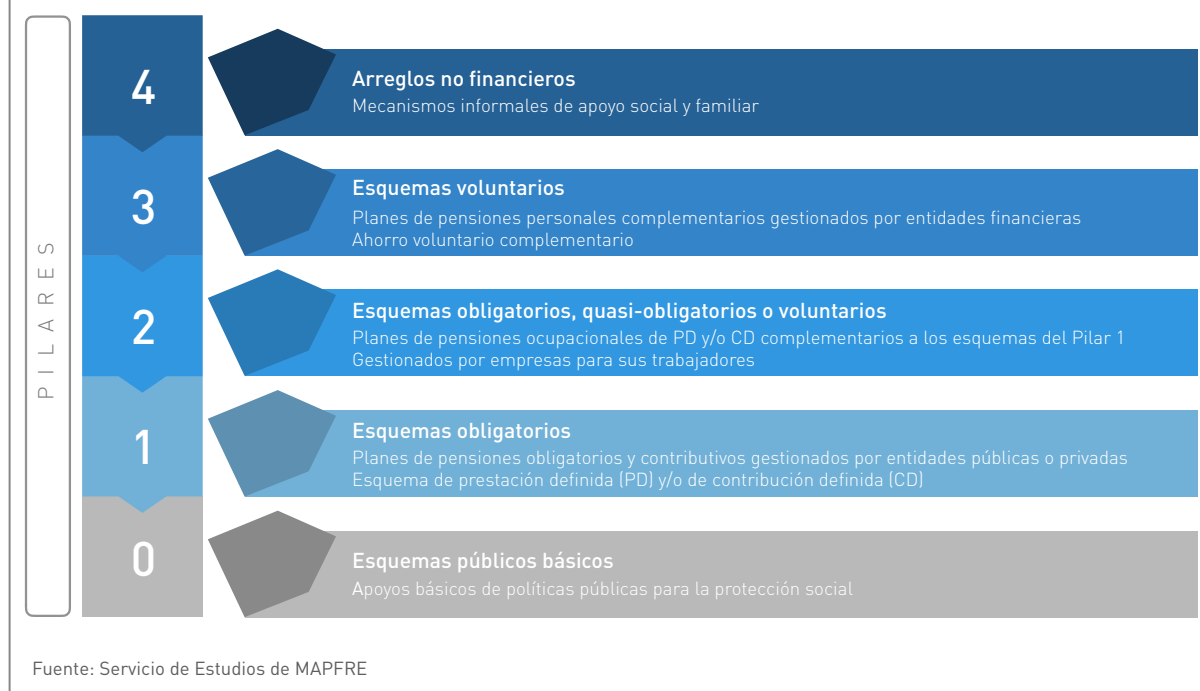 PILARES
4
Arreglos no financieros
Mecanismos informales de apoyo social y familiar
3
Esquemas voluntarios
Planes de pensiones personales complementarios gestionados por entidades financieras
Ahorro voluntario complementario
2
Esquemas obligatorios, quasi-obligatorios o voluntarios
Planes de pensiones ocupacionales de PD y/o CD complementarios a los esquemas del Pilar 1
Gestionados por empresas para sus trabajadores
1
Esquemas obligatorios
Planes de pensiones obligatorios y contributivos gestionados por entidades públicas o privadas
Esquema de prestación definida (PD) y/o de contribución definida (CD)
0
Esquemas públicos básicos
Apoyos básicos de políticas públicas para la protección social
Fuente: Servicio de Estudios de MAPFRE